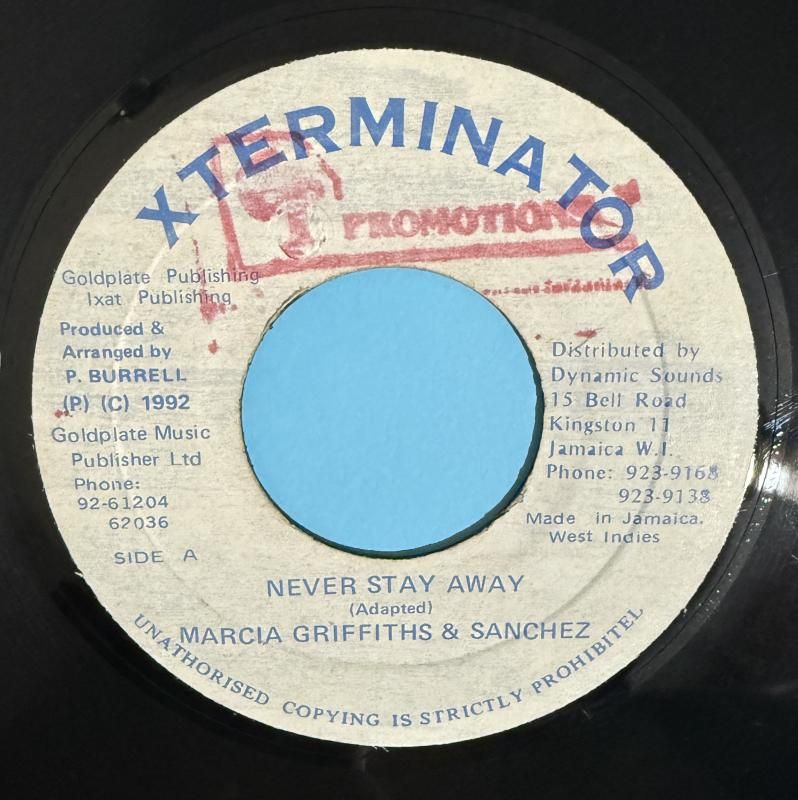 XTERMINATOR
PROMOTION
Goldplate Publishing
Ixat Publishing
Produced &
Arranged by
P. BURRELL
(P) (C) 1992
Goldplate Music
Publisher Ltd
Phone:
92-61204
62036
SIDE A
Distributed by
Dynamic Sounds
15 Bell Road
Kingston 11
Jamaica W.I.
Phone: 923-9168
923-9138
Made in Jamaica.
West Indies
NEVER STAY AWAY
(Adapted)
MARCIA GRIFFITHS & SANCHEZ
UNATHORISED COPYING IS STRICTLY PROHIBITEL